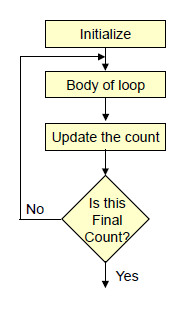 Initialize
Body of loop
Update the count
Is this
Final
Count?
No
Yes